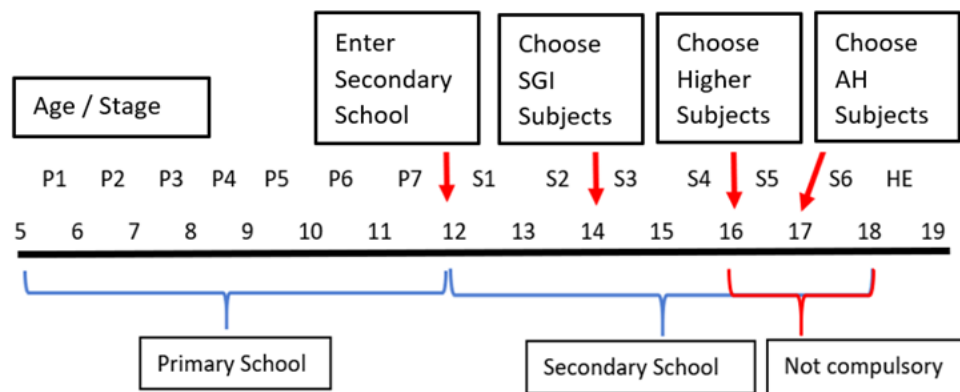 Age / Stage
Enter
Secondary
School
Choose
SGI
Subjects
Choose
Higher
Subjects
Choose
AH
Subjects
P1 P2 P3 P4 P5 P6 P7 S1 S2 S3 S4 S5 S6 HE
5 6 7 8 9 10 11 12 13 14 15 16 17 18 19
Primary School
Secondary School
Not compulsory